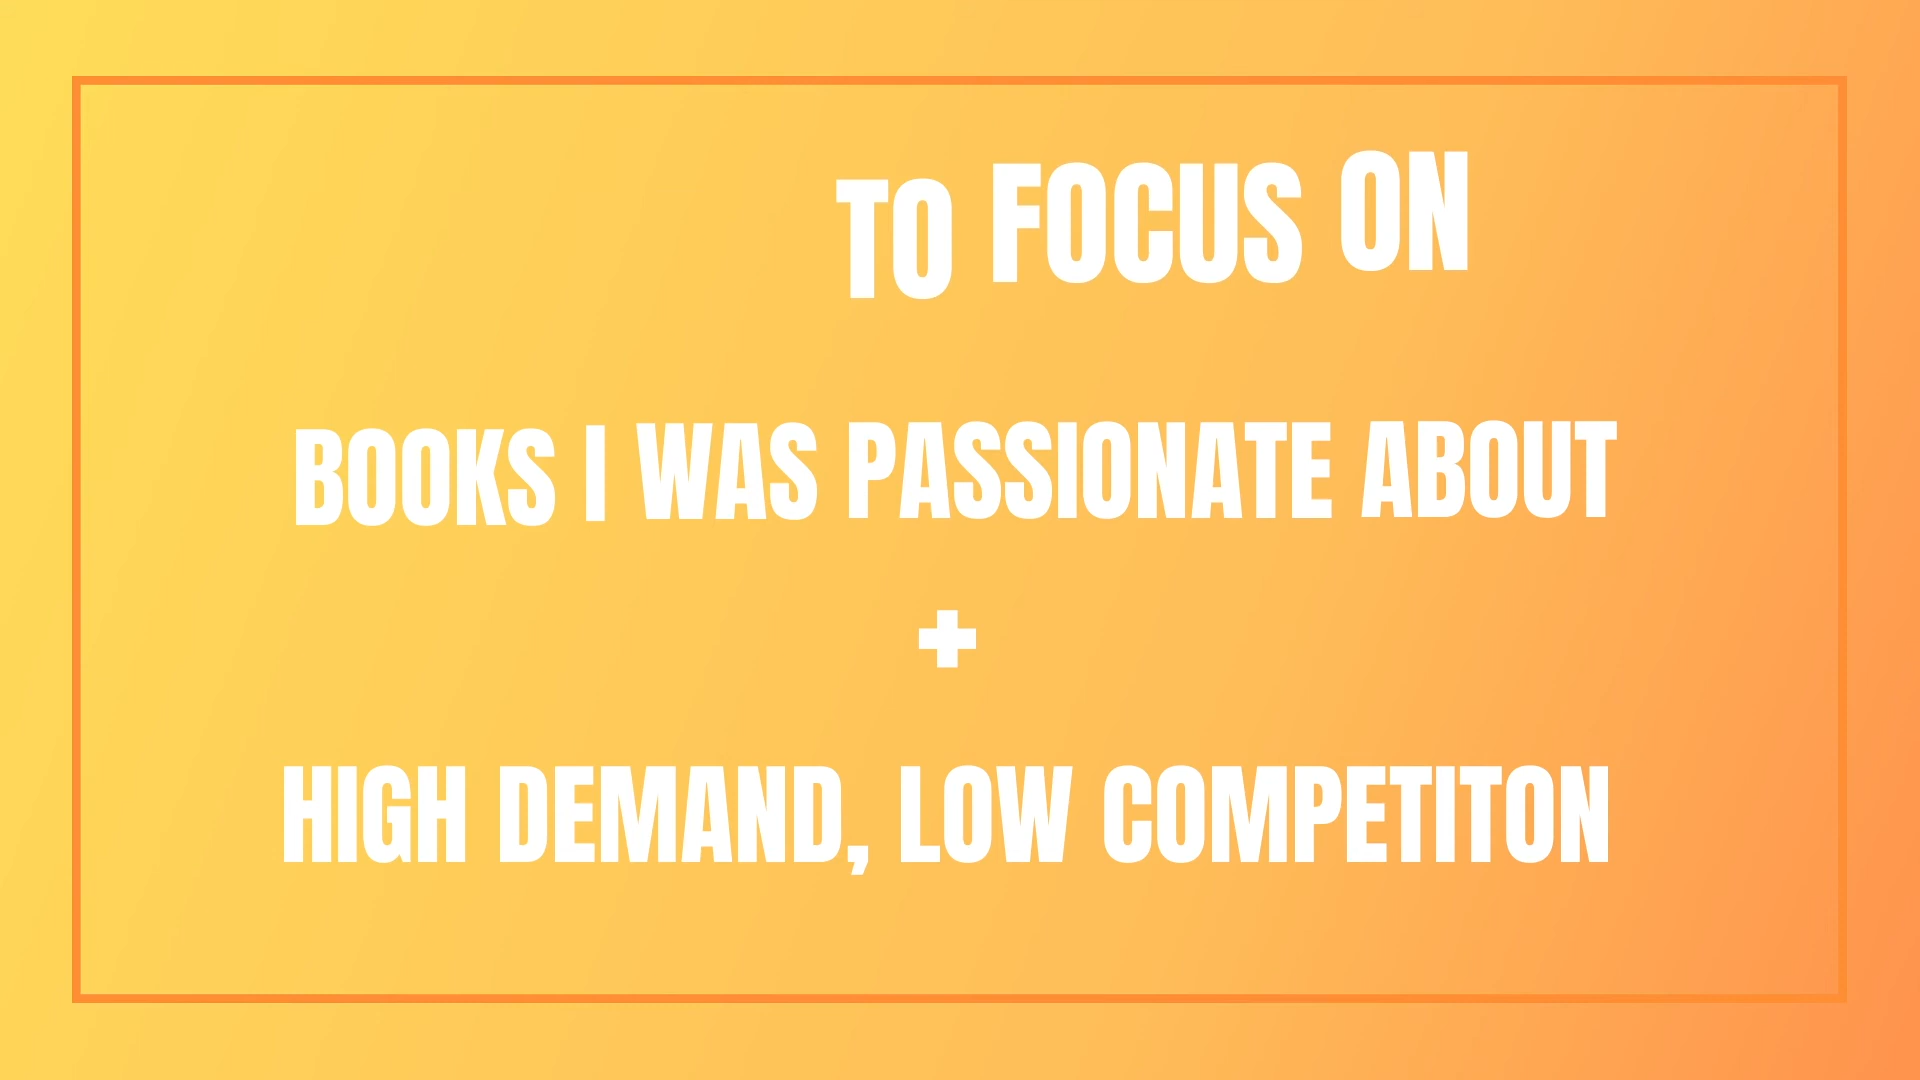 TO FOCUS ON
BOOKS I WAS PASSIONATE ABOUT
+
HIGH DEMAND, LOW COMPETITON